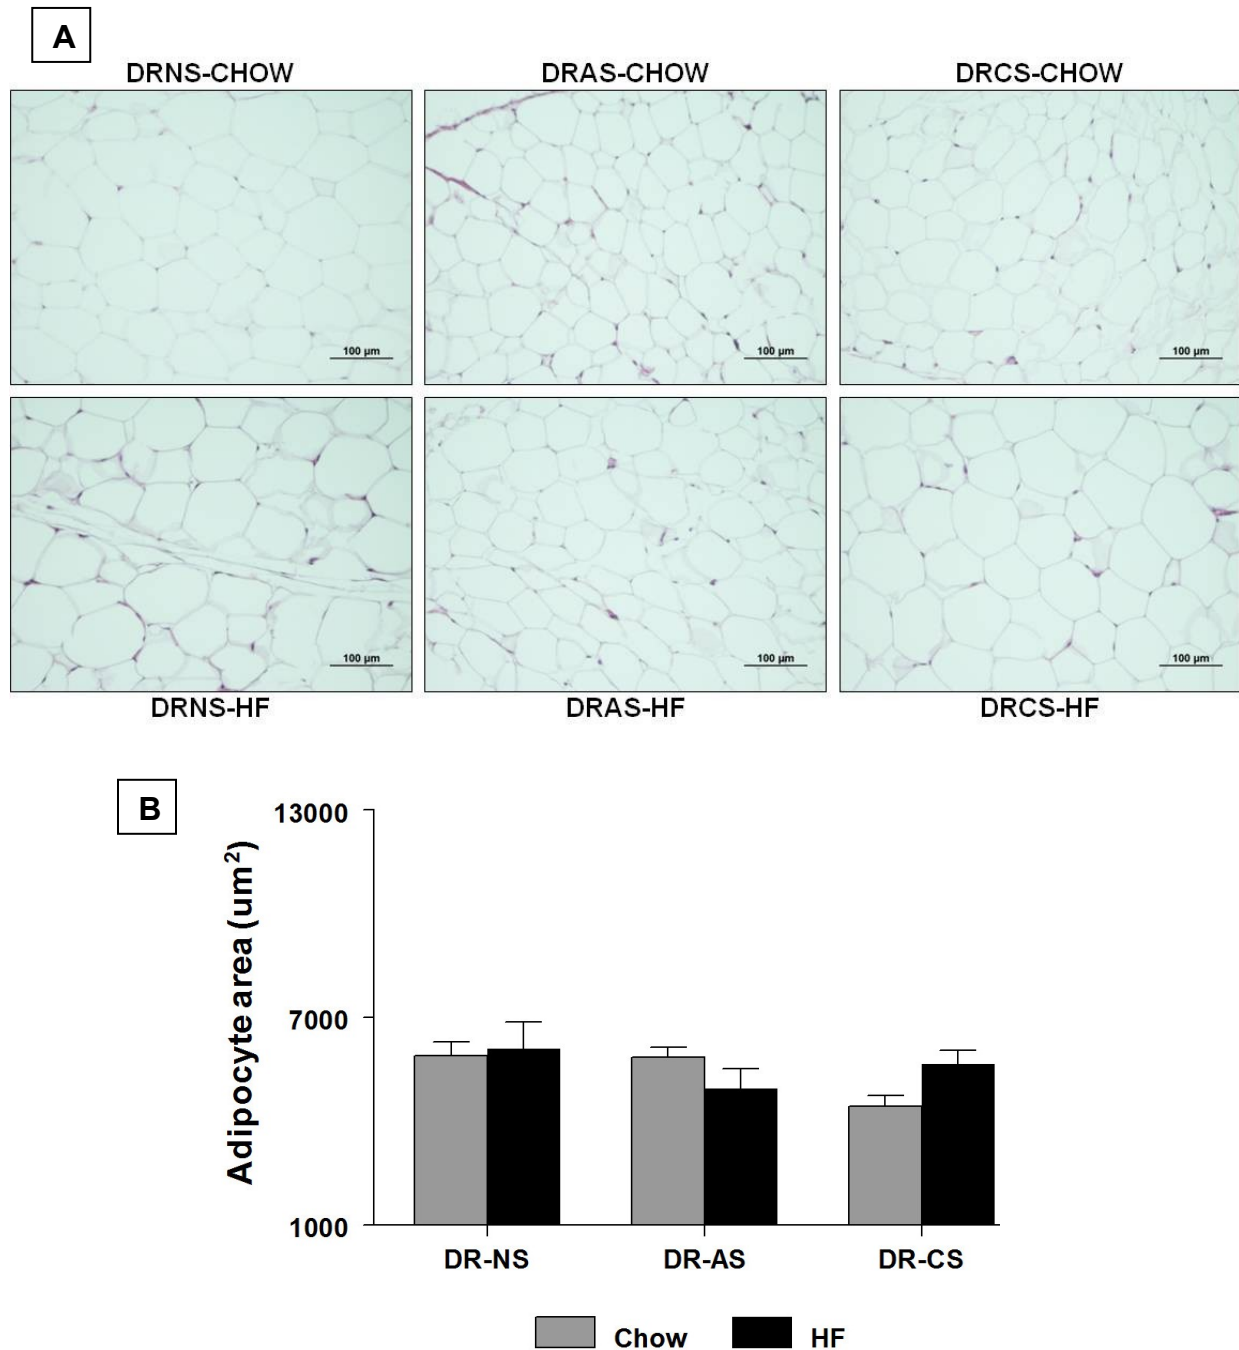 A
DRNS-CHOW DRAS-CHOW DRCS-CHOW
100 µm 100 µm 100 µm
100 µm 100 µm 100 µm
DRNS-HF DRAS-HF DRCS-HF
B
13000
7000
1000
Adipocyte area (um²)
DR-NS DR-AS DR-CS
Chow HF